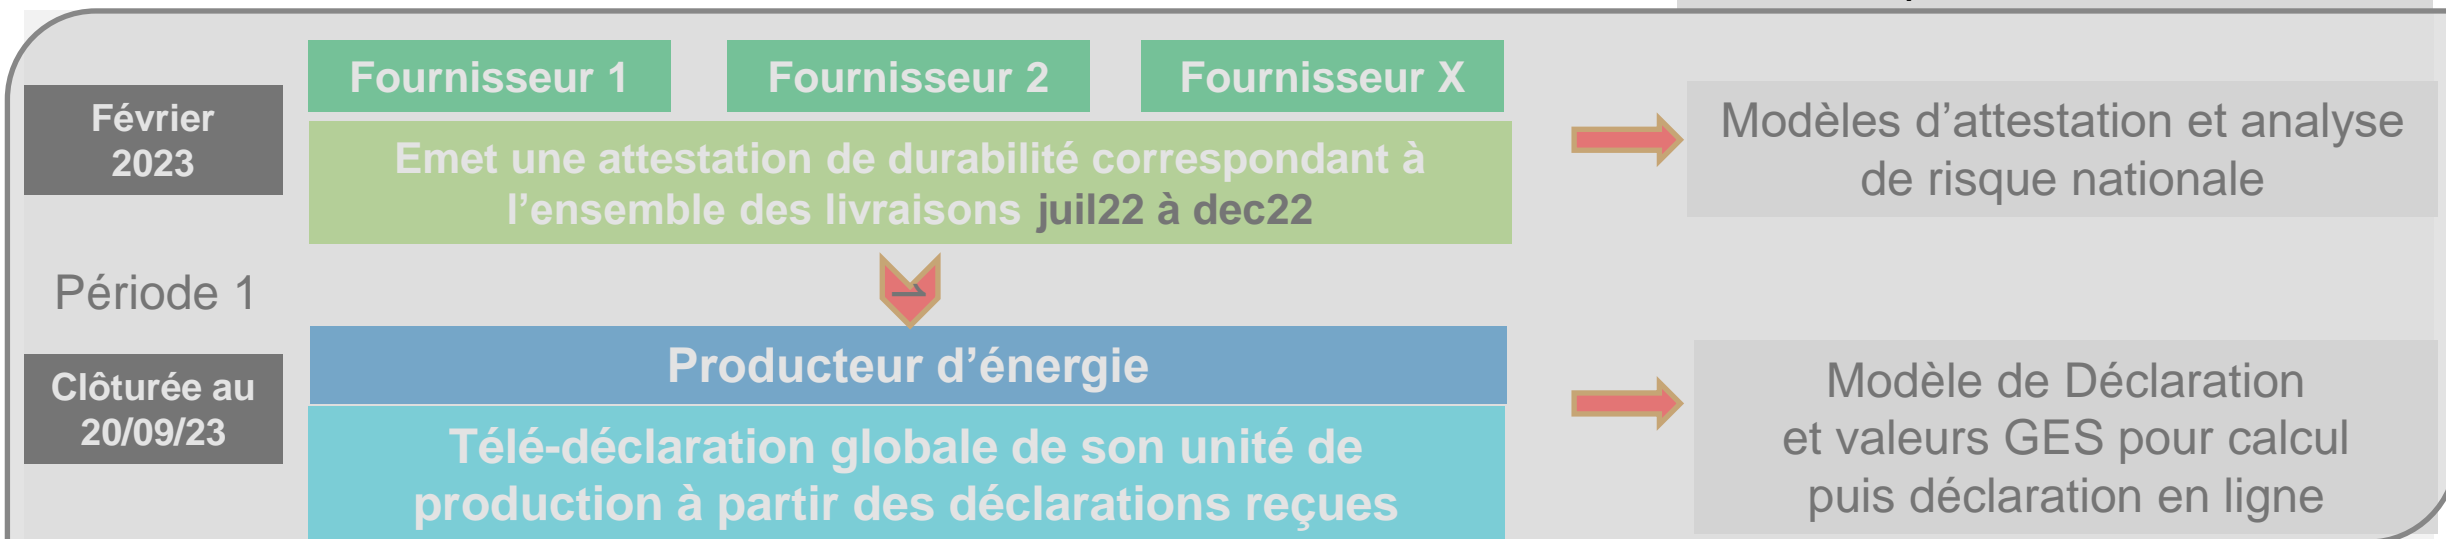 Fournisseur 1
Fournisseur 2
Fournisseur X
Février
2023
Emet une attestation de durabilité correspondant à
l’ensemble des livraisons juil22 à dec22
Modèles d’attestation et analyse
de risque nationale
Période 1
1
Clôturée au
20/09/23
Producteur d’énergie
Télé-déclaration globale de son unité de
production à partir des déclarations reçues
Modèle de Déclaration
et valeurs GES pour calcul
puis déclaration en ligne